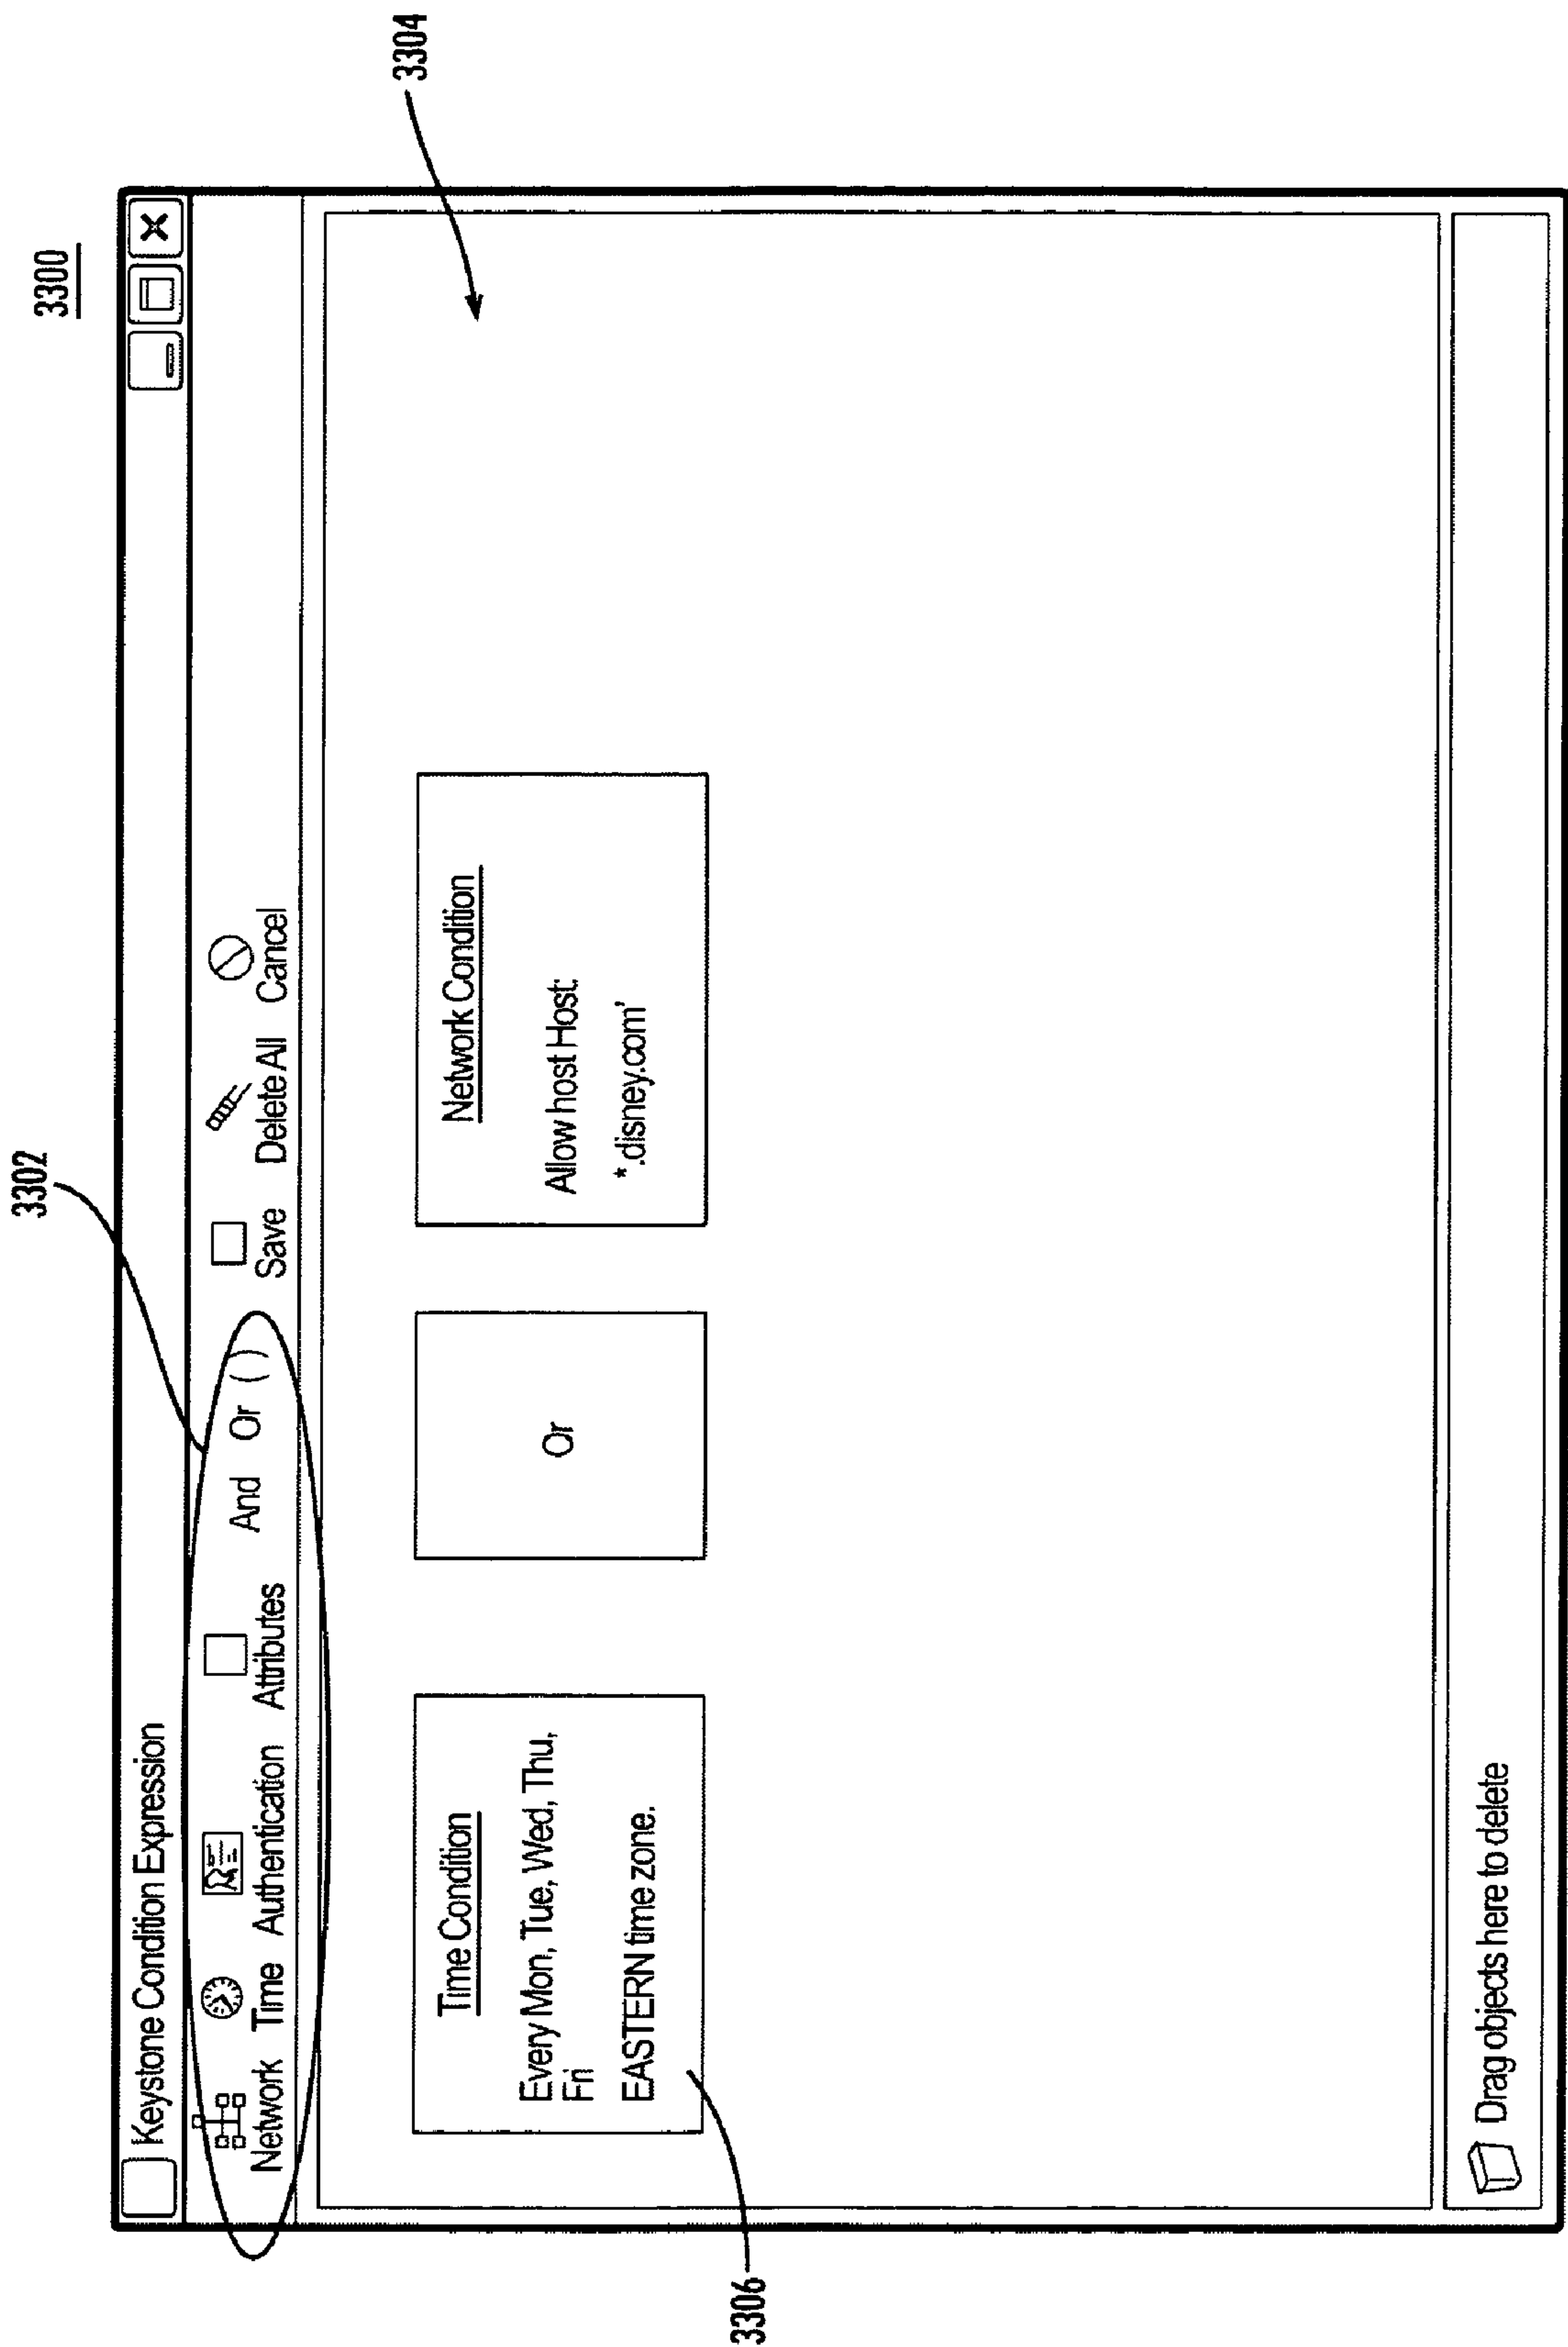 3300
3302
3304
Keystone Condition Expression
Network Time Authentication Attributes And Or ( ) Save Delete All Cancel
Time Condition
Every Mon, Tue, Wed, Thu,
Fri
EASTERN time zone.
Or
Network Condition
Allow host Host:
*.disney.com'
3306
Drag objects here to delete